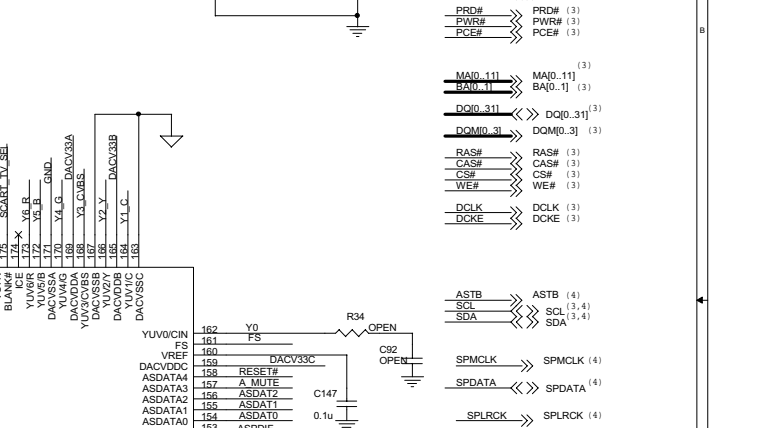 PRD# PRD# (3)
PWR# PWR# (3)
PCE# PCE# (3)
B
(3)
MA[0..11] MA[0..11]
BA[0..1] BA[0..1] (3)
DQ[0..31] DQ[0..31] (3)
DQM[0..3] DQM[0..3] (3)
RAS# RAS# (3)
CAS# CAS# (3)
CS# CS# (3)
WE# WE# (3)
DCLK DCLK (3)
DCKE DCKE (3)
ASTB ASTB (4)
SCL SCL (3,4)
SDA SDA (3,4)
SPMCLK SPMCLK (4)
SPDATA SPDATA (4)
SPLRCK SPLRCK (4)
SCART_TV_SEL
Y6_R
Y5_B
GND
Y4_G
DACV33A
Y3_CVBS
Y2_Y
DACV33B
Y1_C
175
174
173
172
171
170
169
168
167
166
165
164
163
BLANK#
ICE
YUV6/R
YUV5/B
DACVSSA
YUV4/G
DACVDDA
YUV3/CVBS
DACVSSB
YUV2/Y
DACVDDB
YUV1/C
DACVSSC
YUV0/CIN 162 Y0
FS 161 FS
VREF 160
DACVDDC 159 DACV33C
ASDATA4 158 RESET#
ASDATA3 157 A_MUTE
ASDATA2 156 ASDAT2
ASDATA1 155 ASDAT1
ASDATA0 154 ASDAT0
153
R34
OPEN
C92
OPEN
C147
0.1u